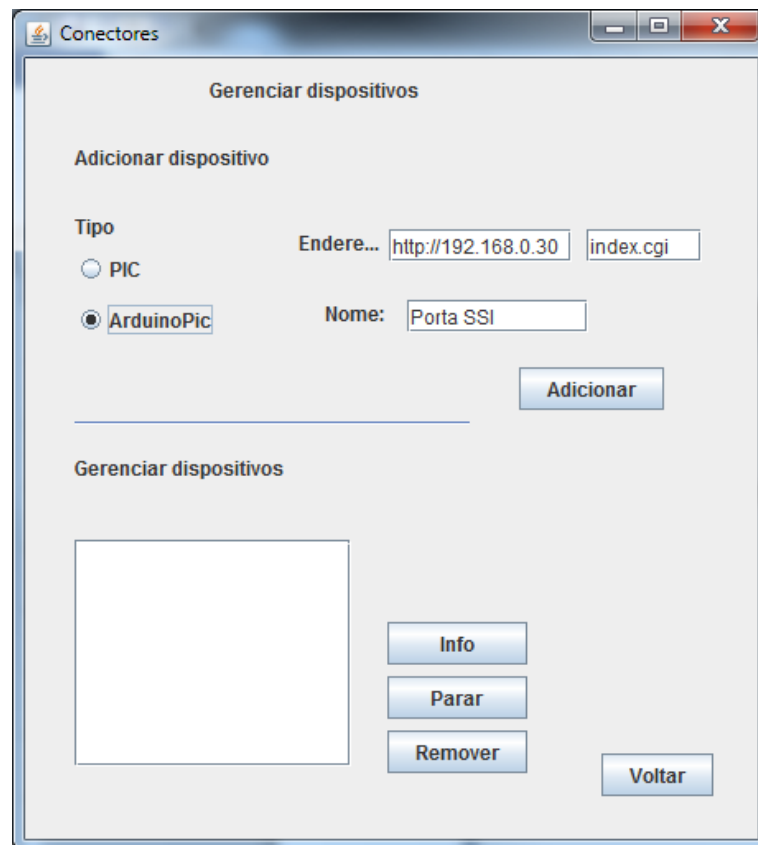 Conectores
Gerenciar dispositivos
Adicionar dispositivo
Tipo
Endere... http://192.168.0.30 index.cgi
PIC
ArduinoPic
Nome: Porta SSI
Adicionar
Gerenciar dispositivos
Info
Parar
Remover
Voltar